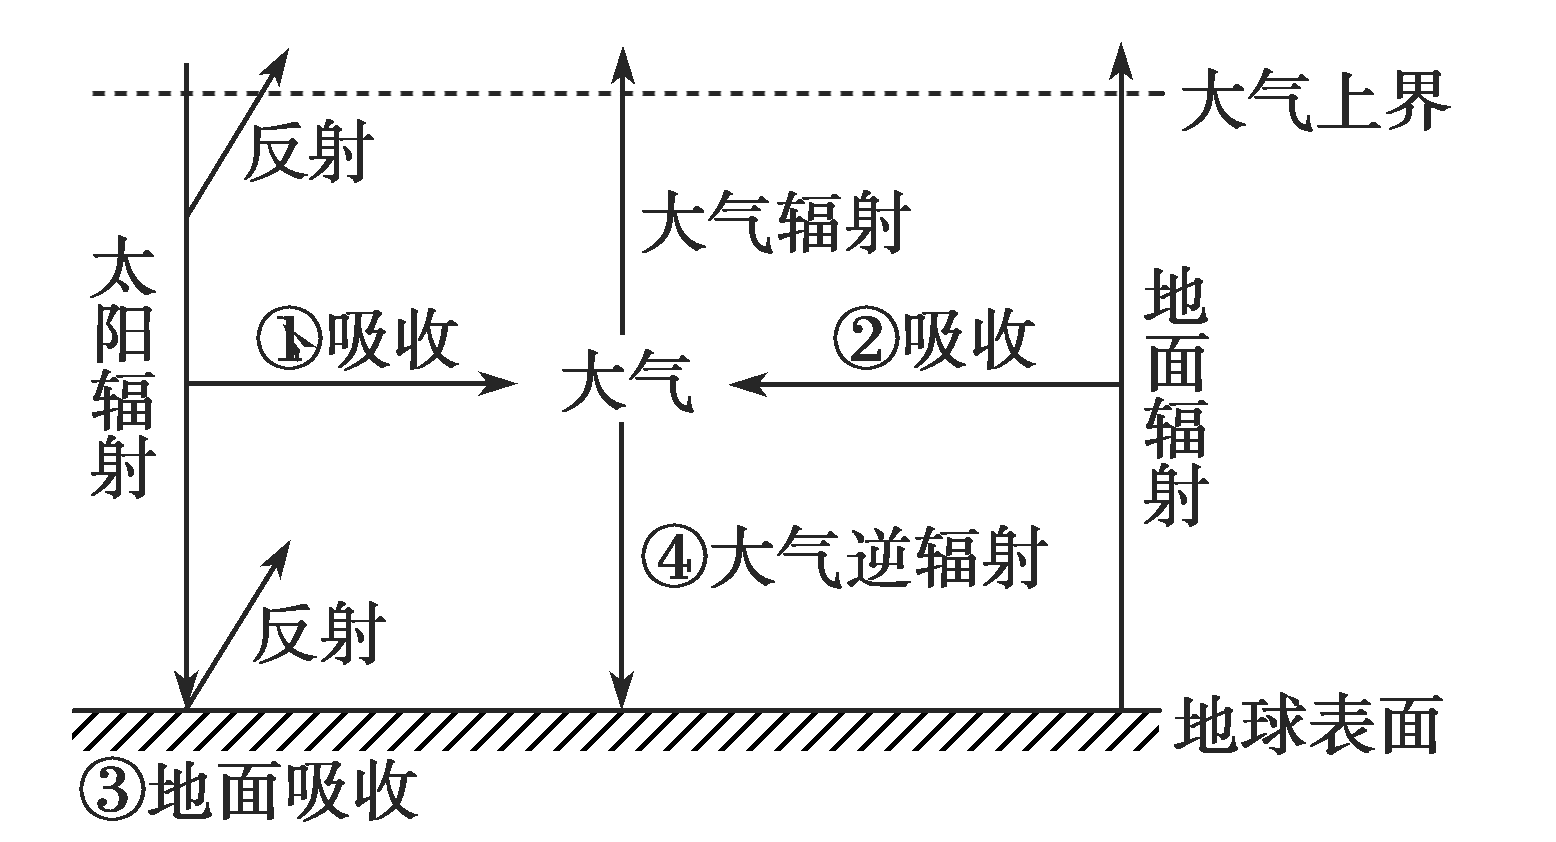 大气上界
反射
大气辐射
太阳辐射
地面辐射
①吸收
②吸收
大气
④大气逆辐射
反射
地球表面
③地面吸收